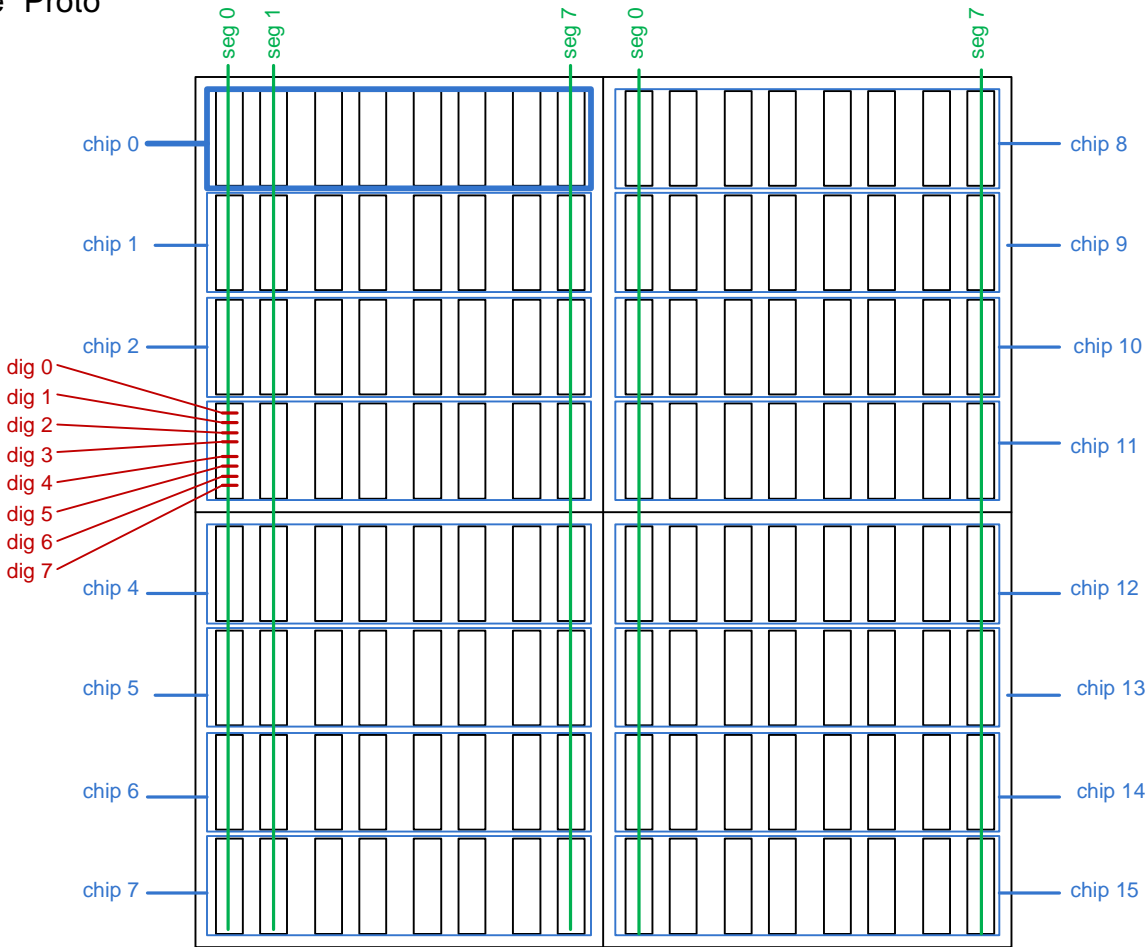 Proto
seg 0
seg 1
seg 7
seg 0
seg 7
chip 0
chip 8
chip 1
chip 9
chip 2
chip 10
dig 0
dig 1
dig 2
dig 3
dig 4
dig 5
dig 6
dig 7
chip 11
chip 4
chip 12
chip 5
chip 13
chip 6
chip 14
chip 7
chip 15